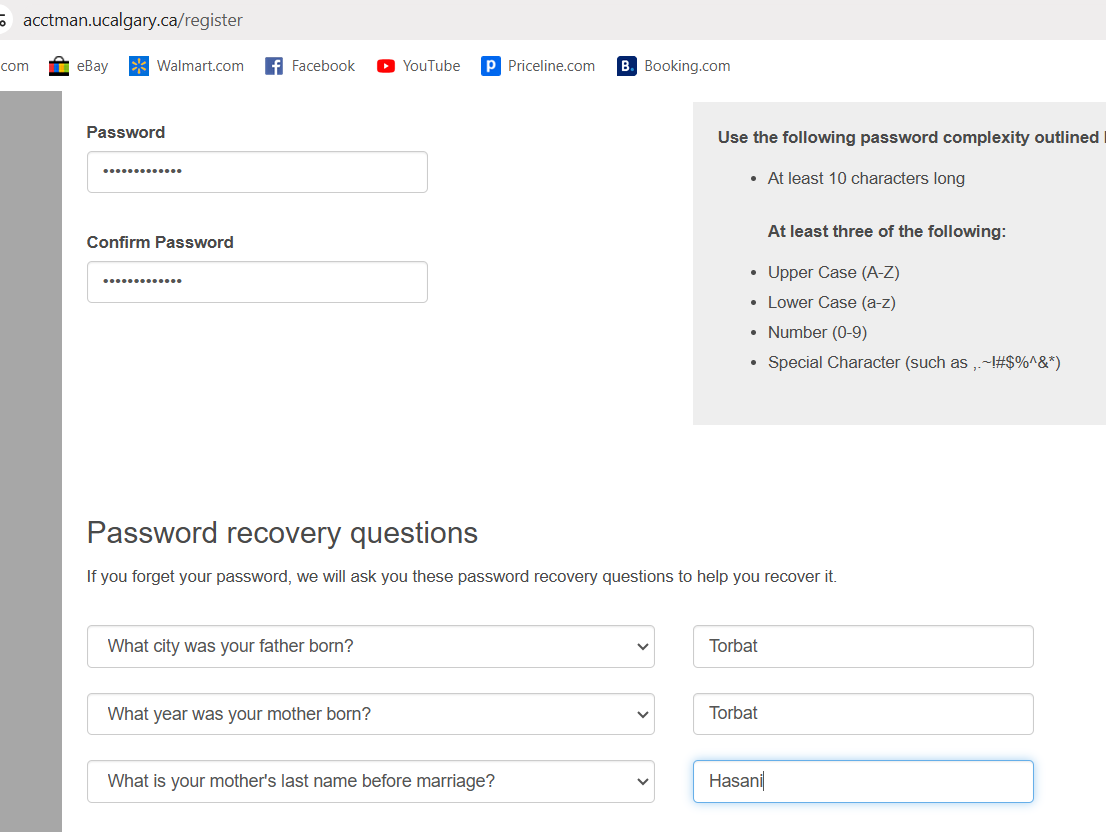 acctman.ucalgary.ca/register
com eBay Walmart.com Facebook YouTube Priceline.com Booking.com
Password
•••••••••••••
Confirm Password
•••••••••••••
Use the following password complexity outlined
At least 10 characters long
At least three of the following:
Upper Case (A-Z)
Lower Case (a-z)
Number (0-9)
Special Character (such as ,.~!#$%^&*)
Password recovery questions
If you forget your password, we will ask you these password recovery questions to help you recover it.
What city was your father born? Torbat
What year was your mother born? Torbat
What is your mother's last name before marriage? Hasani